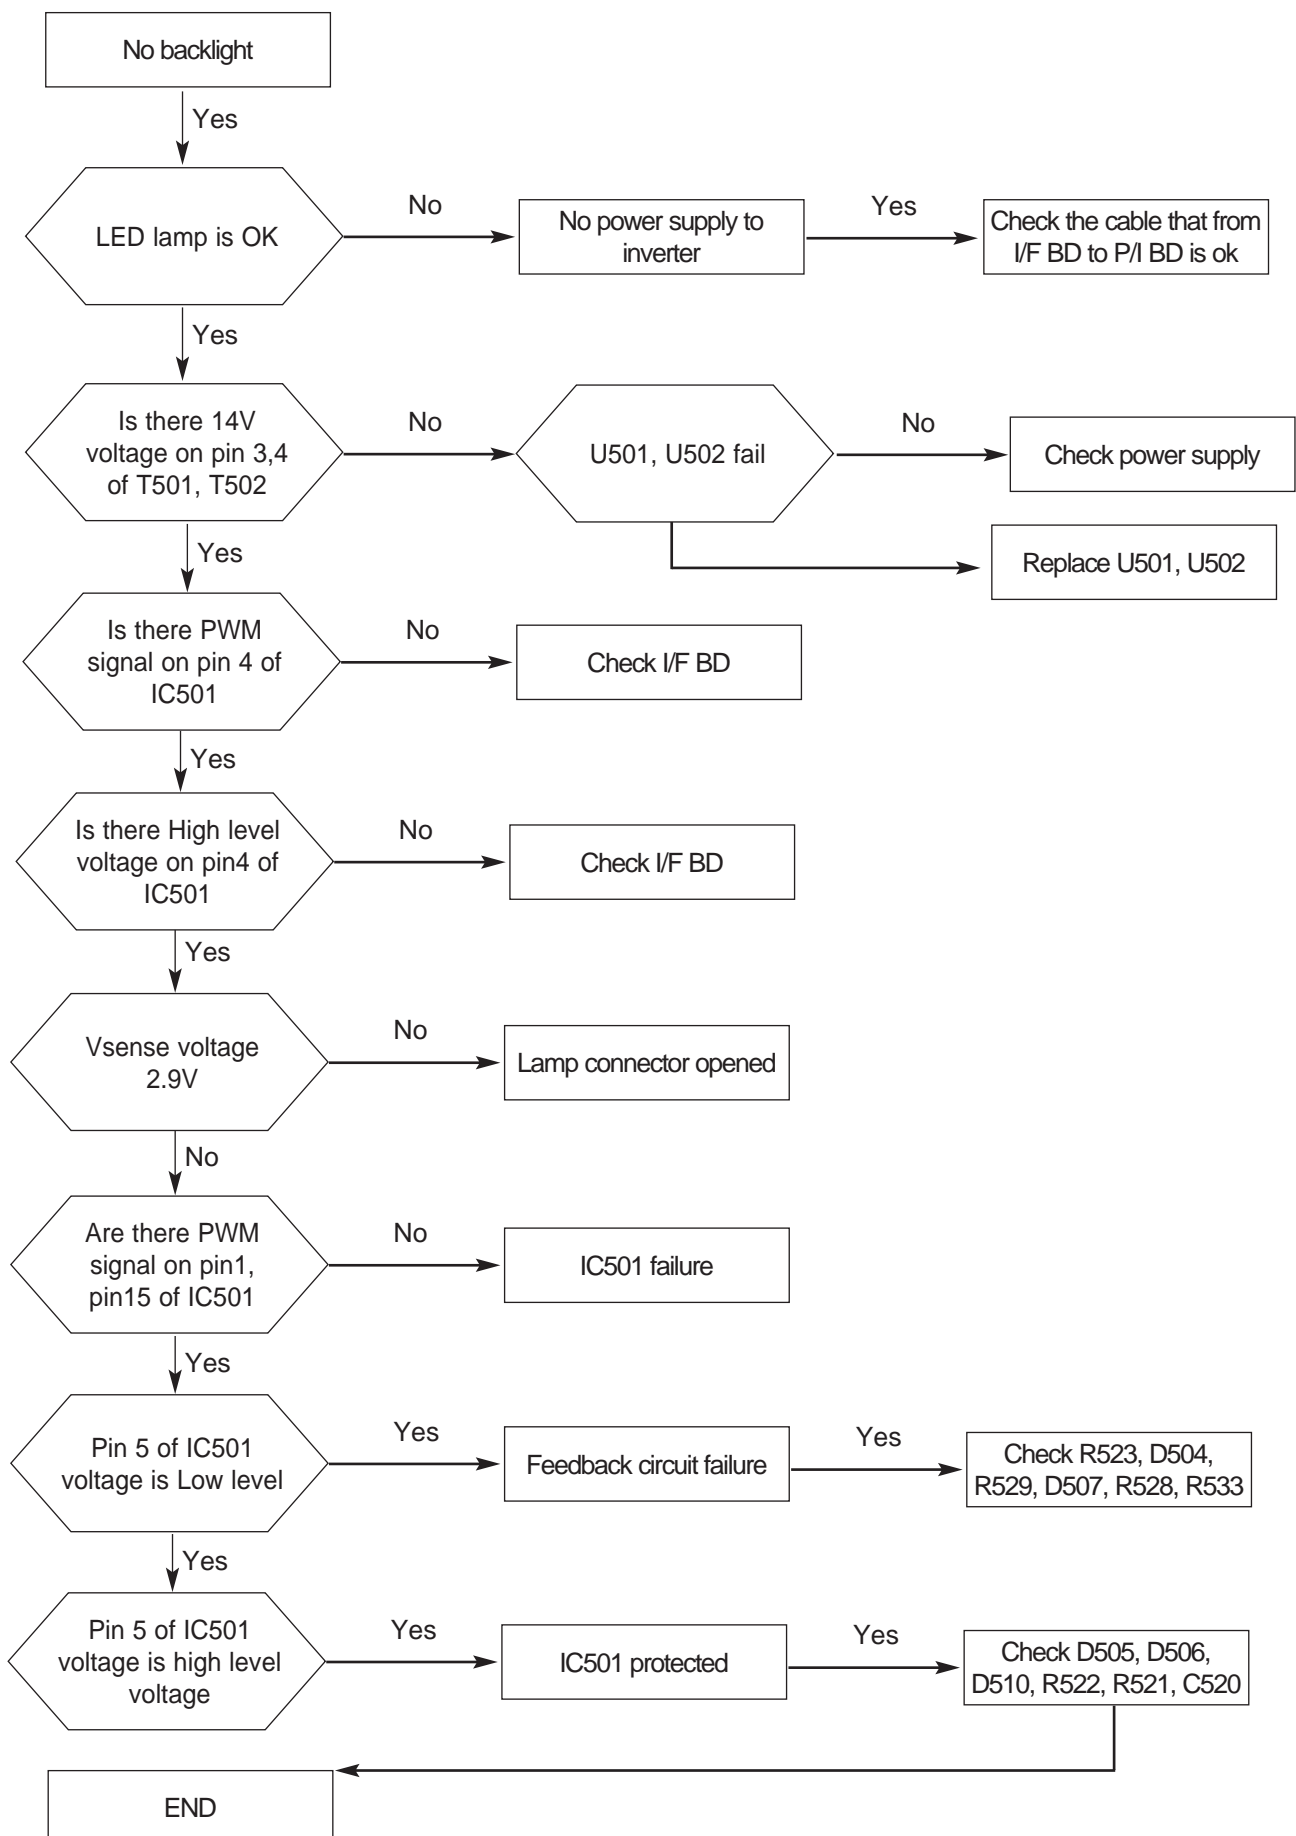 No backlight
Yes
LED lamp is OK
No
No power supply to
inverter
Yes
Check the cable that from
I/F BD to P/I BD is ok
Yes
Is there 14V
voltage on pin 3,4
of T501, T502
No
U501, U502 fail
No
Check power supply
Replace U501, U502
Yes
Is there PWM
signal on pin 4 of
IC501
No
Check I/F BD
Yes
Is there High level
voltage on pin4 of
IC501
No
Check I/F BD
Yes
Vsense voltage
2.9V
No
Lamp connector opened
No
Are there PWM
signal on pin1,
pin15 of IC501
No
IC501 failure
Yes
Pin 5 of IC501
voltage is Low level
Yes
Feedback circuit failure
Yes
Check R523, D504,
R529, D507, R528, R533
Yes
Pin 5 of IC501
voltage is high level
voltage
Yes
IC501 protected
Yes
Check D505, D506,
D510, R522, R521, C520
END